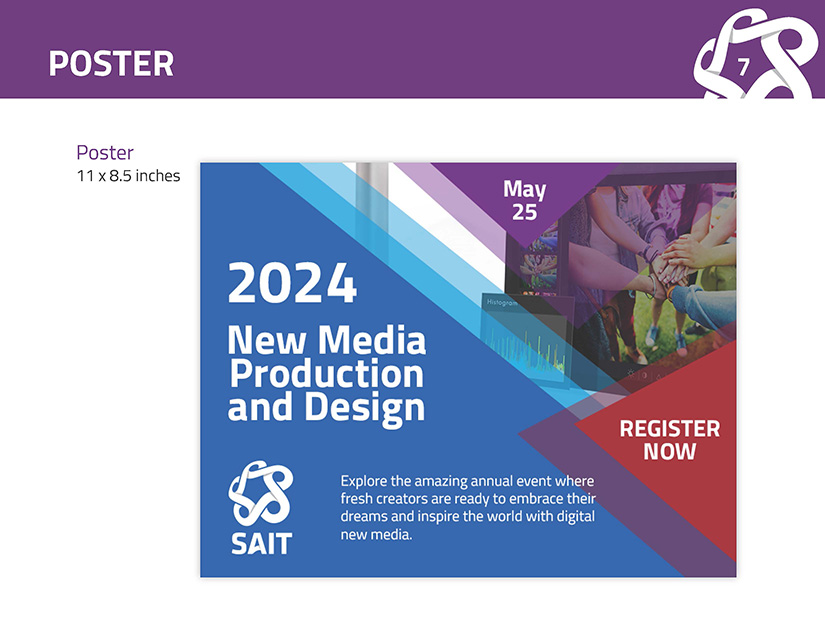 POSTER
7
Poster
11 x 8.5 inches
May
25
Histogram
2024
New Media
Production
and Design
REGISTER
NOW
SAIT
Explore the amazing annual event where
fresh creators are ready to embrace their
dreams and inspire the world with digital
new media.